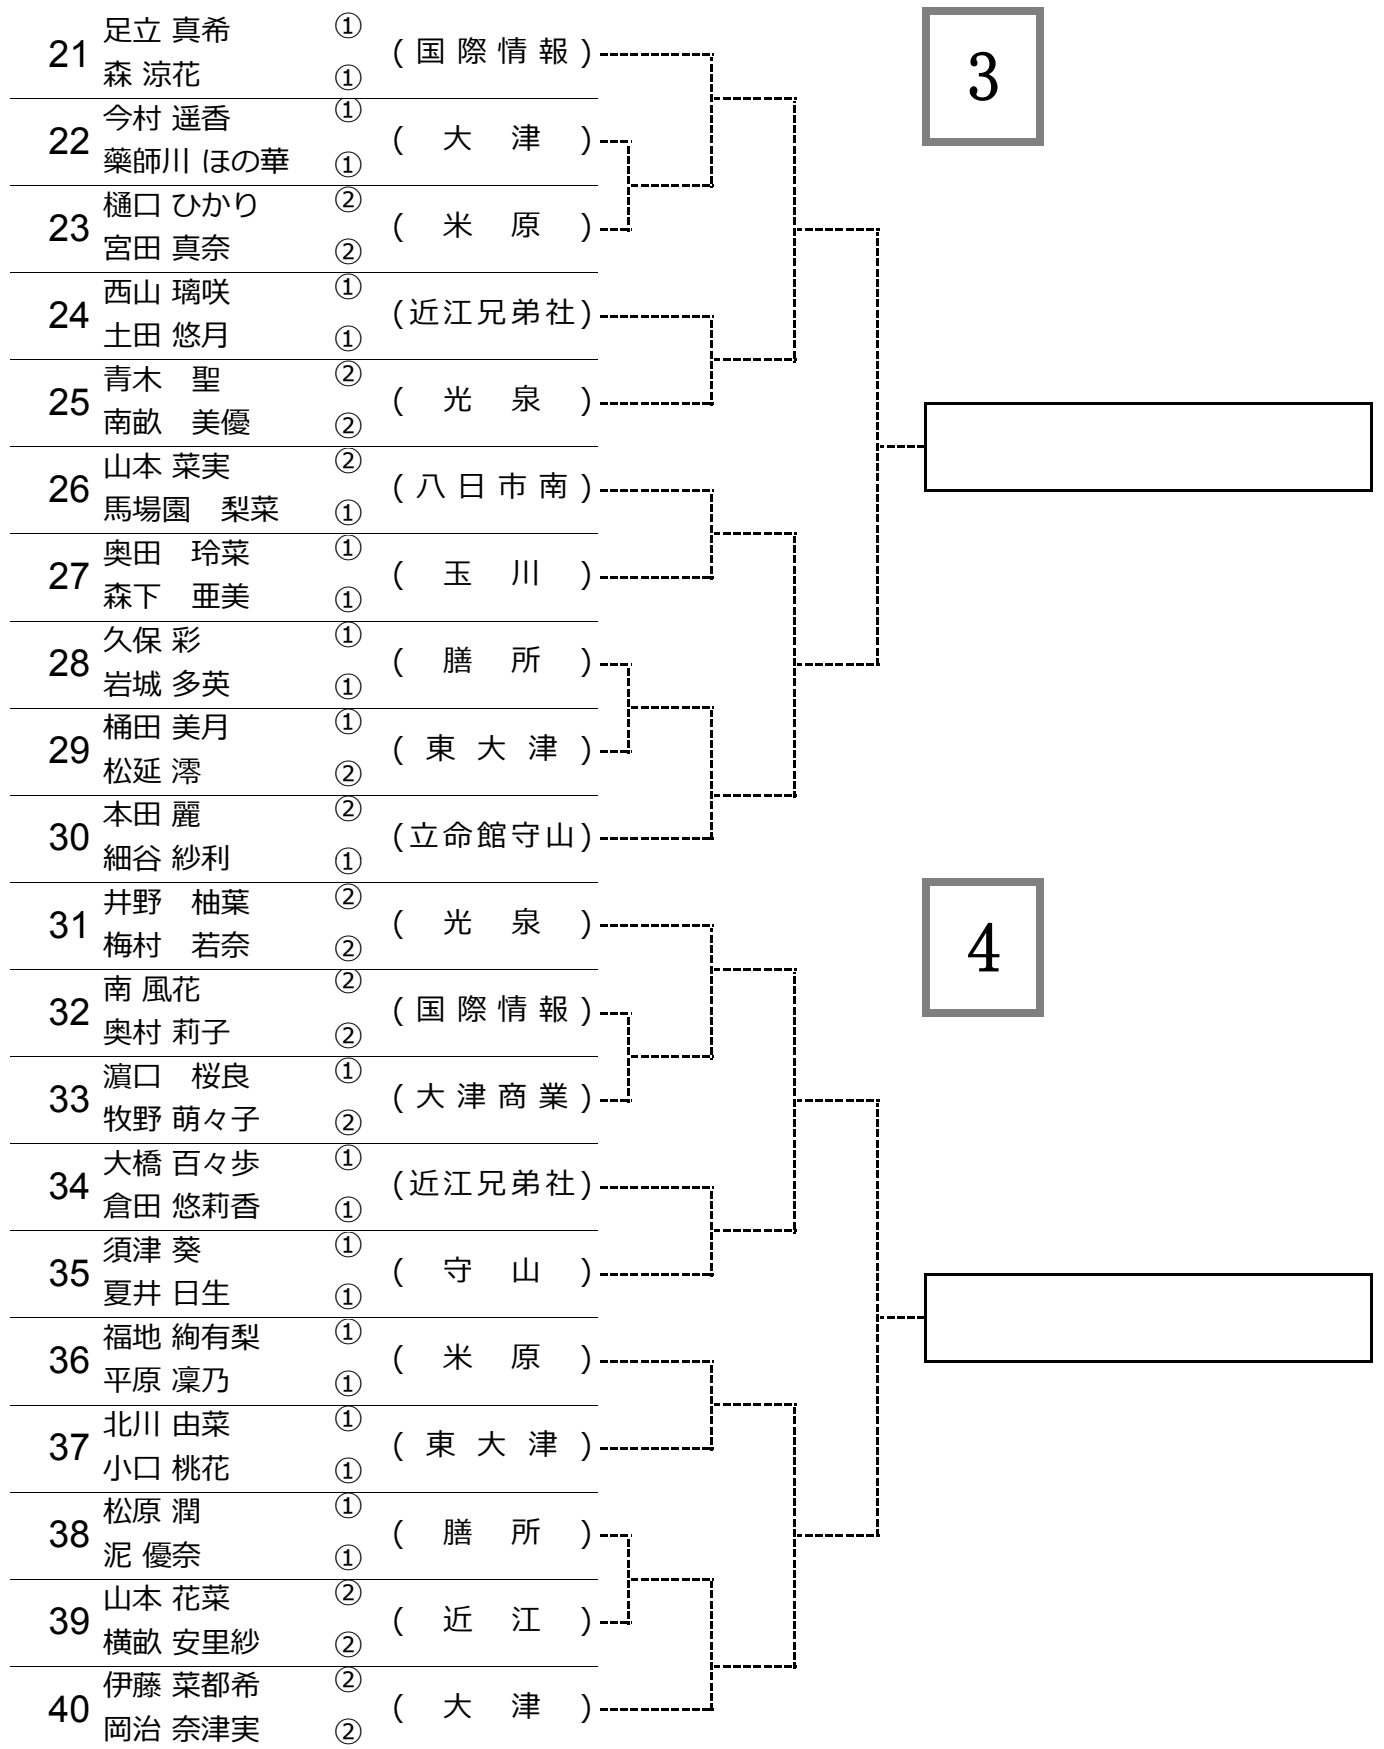 足立 真希 ①
21 (国際情報)
森 涼花 ①
今村 遥香 ①
22 (大津)
藥師川 ほの華 ①
樋口 ひかり ②
23 (米原)
宮田 真奈 ②
西山 璃咲 ①
24 (近江兄弟社)
土田 悠月 ①
青木　聖 ②
25 (光泉)
南畝　美優 ②
山本 菜実 ②
26 (八日市南)
馬場園　梨菜 ①
奥田　玲菜 ①
27 (玉川)
森下　亜美 ①
久保 彩 ①
28 (膳所)
岩城 多英 ①
桶田 美月 ①
29 (東大津)
松延 澪 ②
本田 麗 ②
30 (立命館守山)
細谷 紗利 ①
井野　柚葉 ②
31 (光泉)
梅村　若奈 ②
南 風花 ②
32 (国際情報)
奥村 莉子 ②
濵口　桜良 ①
33 (大津商業)
牧野 萌々子 ②
大橋 百々歩 ①
34 (近江兄弟社)
倉田 悠莉香 ①
須津 葵 ①
35 (守山)
夏井 日生 ①
福地 絢有梨 ①
36 (米原)
平原 凜乃 ①
北川 由菜 ①
37 (東大津)
小口 桃花 ①
松原 潤 ①
38 (膳所)
泥 優奈 ①
山本 花菜 ②
39 (近江)
横畝 安里紗 ②
伊藤 菜都希 ②
40 (大津)
岡治 奈津実 ②
3
4